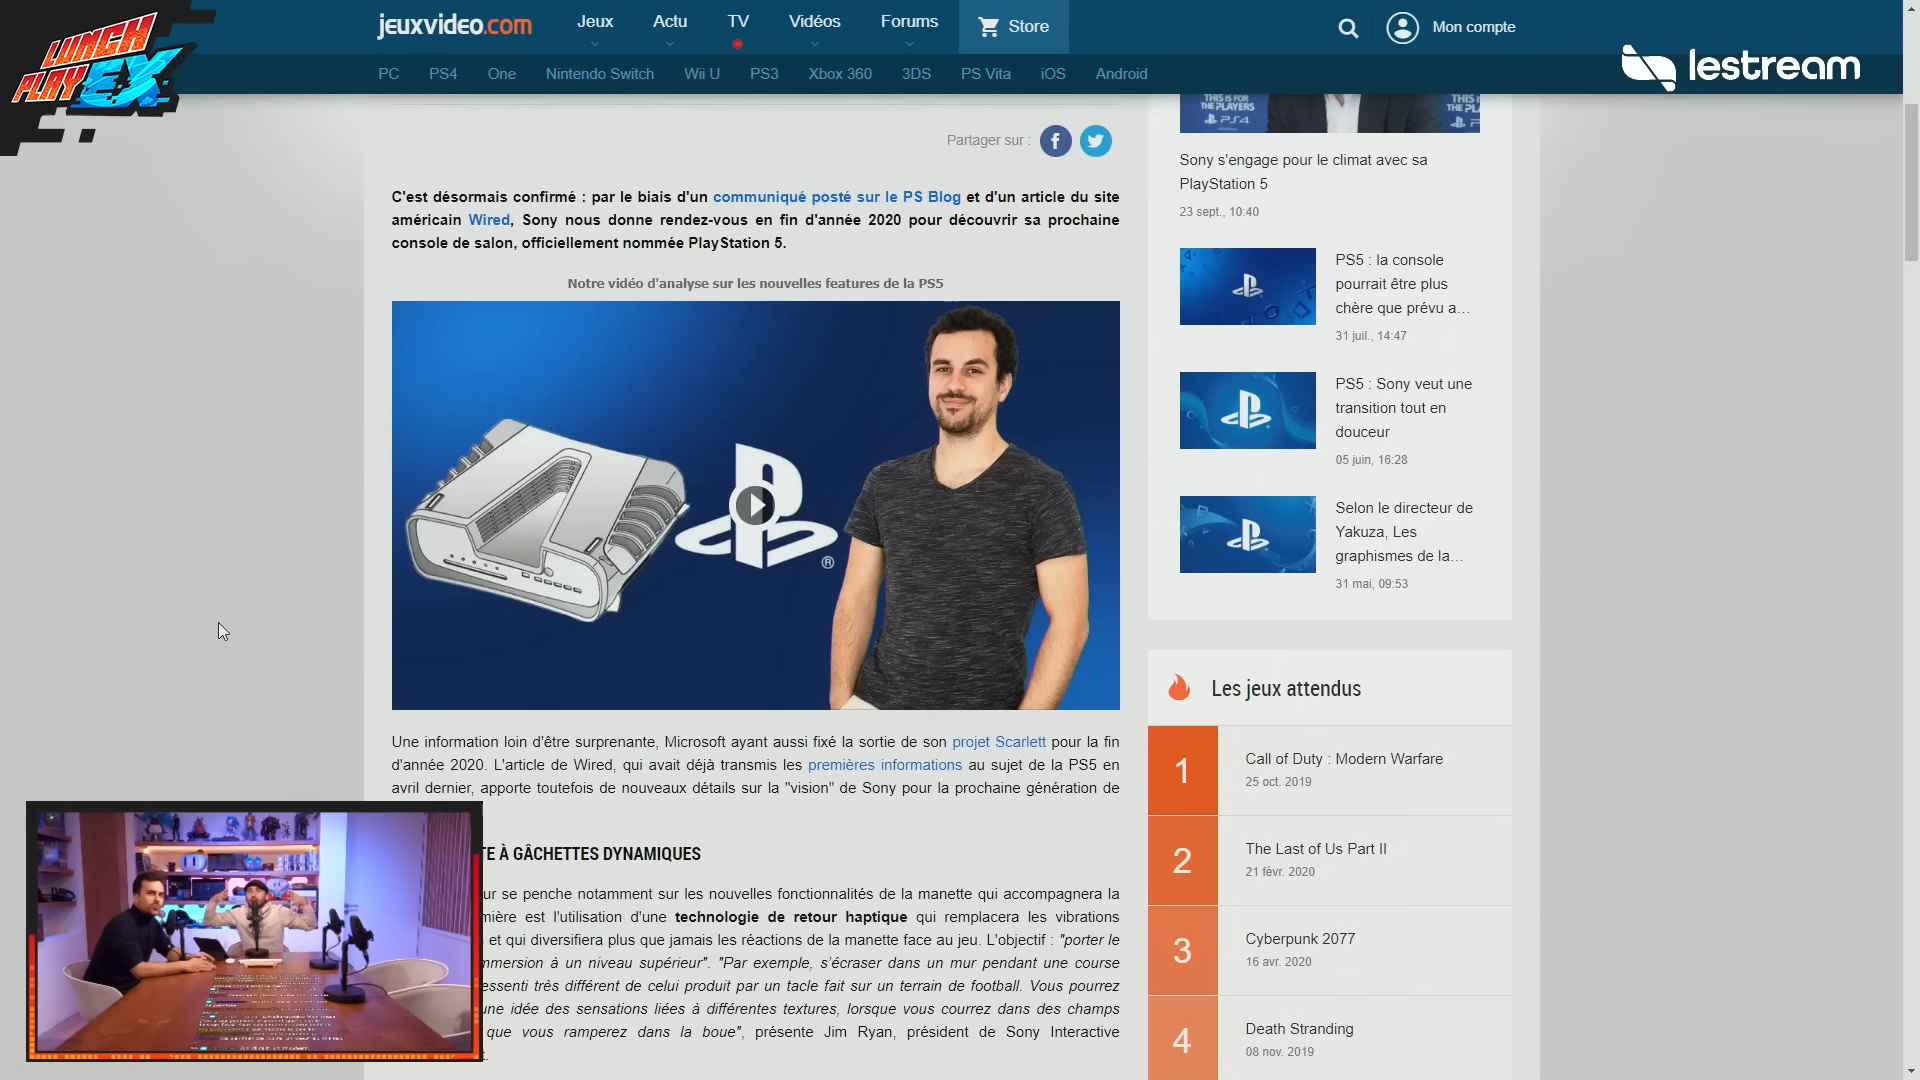 LUNCH
PLAY EX
jeuxvideo.com
Jeux
Actu
TV
Vidéos
Forums
Store
Mon compte
lestream
PC
PS4
One
Nintendo Switch
Wii U
PS3
Xbox 360
3DS
PS Vita
iOS
Android
Partager sur :
C'est désormais confirmé : par le biais d'un communiqué posté sur le PS Blog et d'un article du site
américain Wired, Sony nous donne rendez-vous en fin d'année 2020 pour découvrir sa prochaine
console de salon, officiellement nommée PlayStation 5.
Notre vidéo d'analyse sur les nouvelles features de la PS5
Une information loin d'être surprenante, Microsoft ayant aussi fixé la sortie de son projet Scarlett pour la fin
d'année 2020. L'article de Wired, qui avait déjà transmis les premières informations au sujet de la PS5 en
avril dernier, apporte toutefois de nouveaux détails sur la "vision" de Sony pour la prochaine génération de
TE À GÂCHETTES DYNAMIQUES
ur se penche notamment sur les nouvelles fonctionnalités de la manette qui accompagnera la
mière est l'utilisation d'une technologie de retour haptique qui remplacera les vibrations
et qui diversifiera plus que jamais les réactions de la manette face au jeu. L'objectif : "porter le
mmersion à un niveau supérieur". "Par exemple, s'écraser dans un mur pendant une course
essenti très différent de celui produit par un tacle fait sur un terrain de football. Vous pourrez
une idée des sensations liées à différentes textures, lorsque vous courrez dans des champs
que vous ramperez dans la boue", présente Jim Ryan, président de Sony Interactive
t.
THIS IS FOR
THE PLAYERS
PS4
THIS I
THE PL
Sony s'engage pour le climat avec sa
PlayStation 5
23 sept., 10:40
PS5 : la console
pourrait être plus
chère que prévu a...
31 juil., 14:47
PS5 : Sony veut une
transition tout en
douceur
05 juin, 16:28
Selon le directeur de
Yakuza, Les
graphismes de la...
31 mai, 09:53
Les jeux attendus
1
Call of Duty : Modern Warfare
25 oct. 2019
2
The Last of Us Part II
21 févr. 2020
3
Cyberpunk 2077
16 avr. 2020
4
Death Stranding
08 nov. 2019